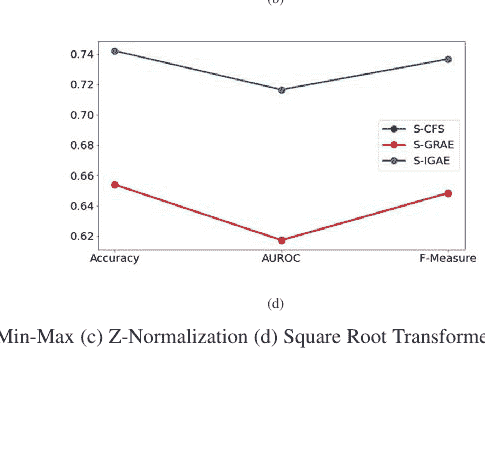 (b)
0.74
0.72
0.70
0.68
0.66
0.64
0.62
S-CFS
S-GRAE
S-IGAE
Accuracy AUROC F-Measure
(d)
Min-Max (c) Z-Normalization (d) Square Root Transforme